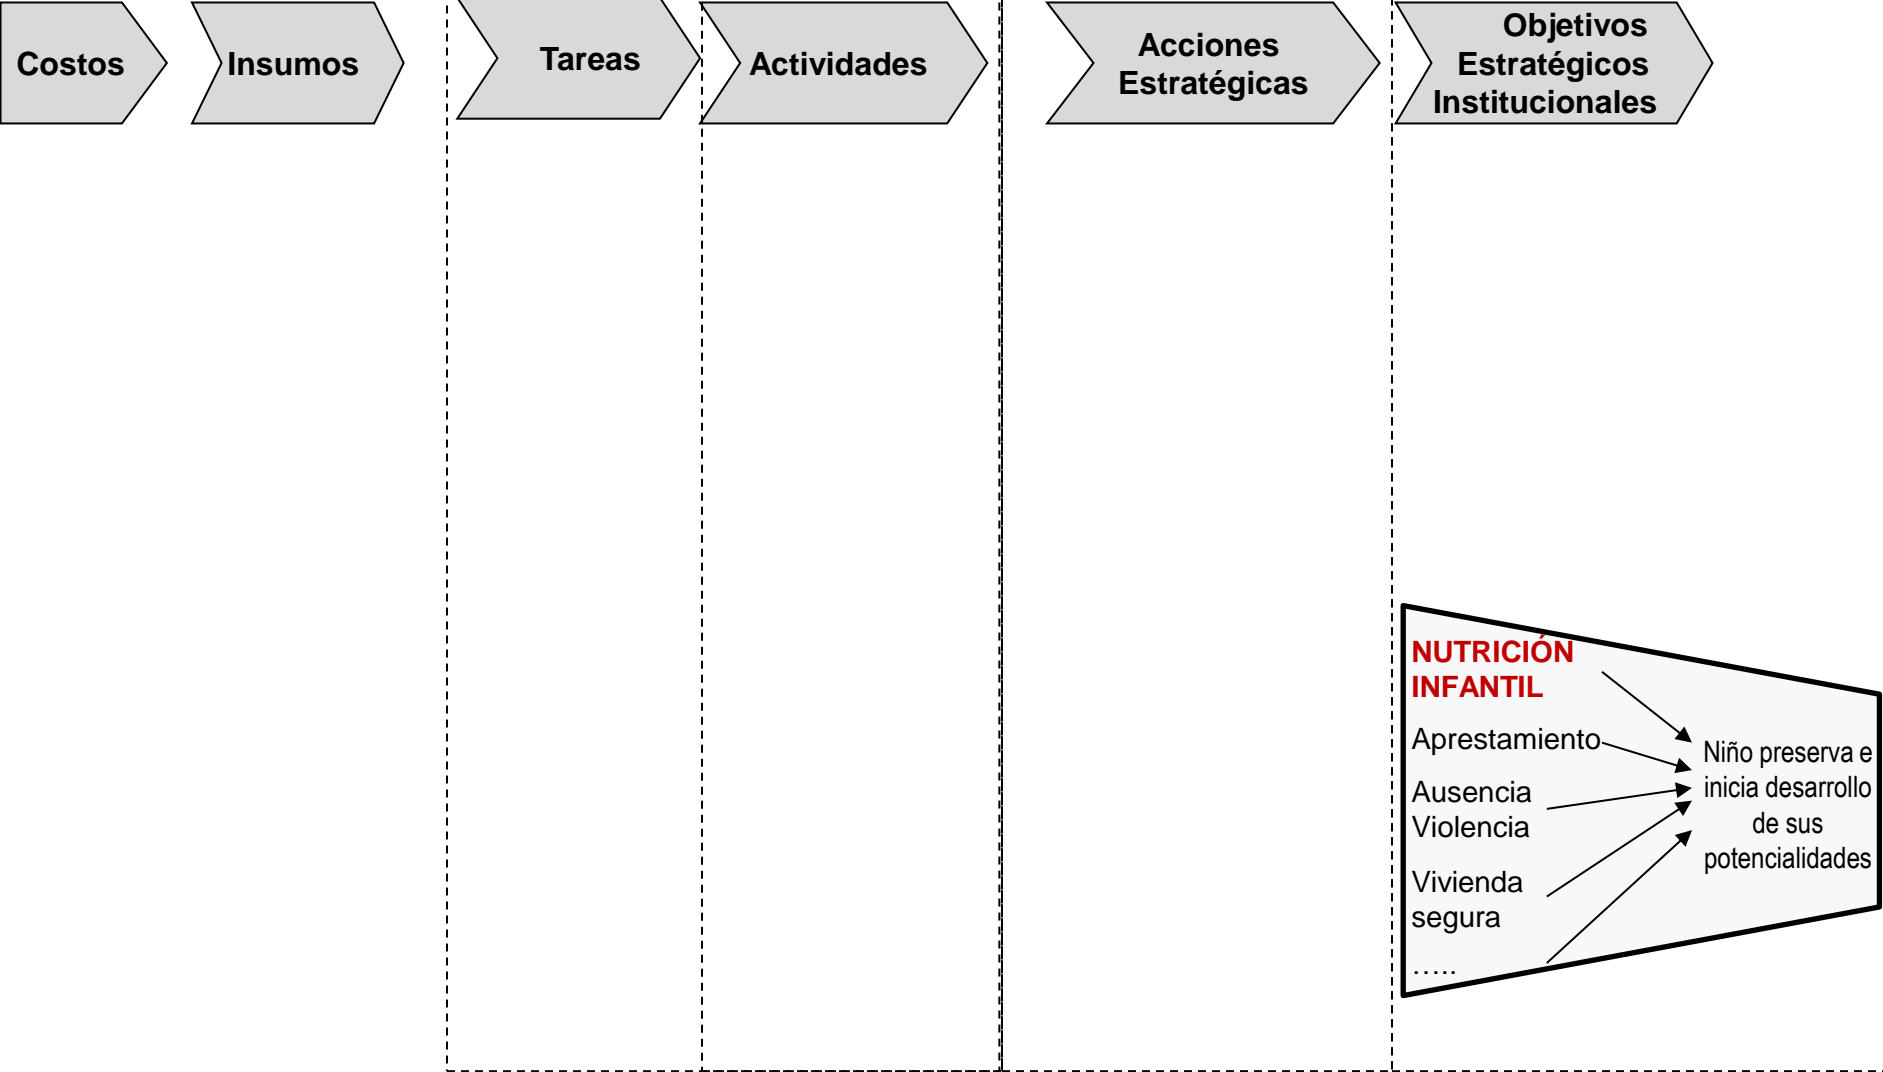 Costos
Insumos
Tareas
Actividades
Acciones
Estratégicas
Objetivos
Estratégicos
Institucionales
NUTRICIÓN
INFANTIL
Aprestamiento
Ausencia
Violencia
Vivienda
segura
…..
Niño preserva e
inicia desarrollo
de sus
potencialidades